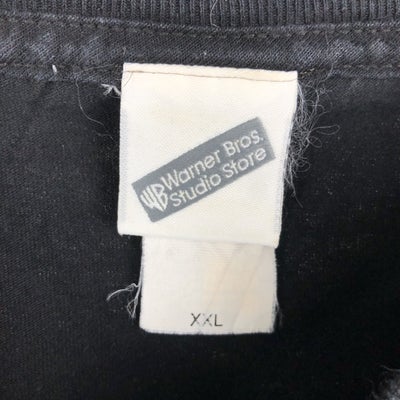 WB Warner Bros.
Studio Store
XXL